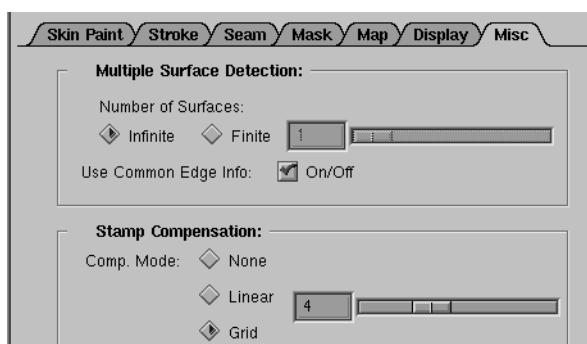 Skin Paint Stroke Seam Mask Map Display Misc
Multiple Surface Detection:
Number of Surfaces:
Infinite Finite 1
Use Common Edge Info: On/Off
Stamp Compensation:
Comp. Mode: None
Linear 4
Grid